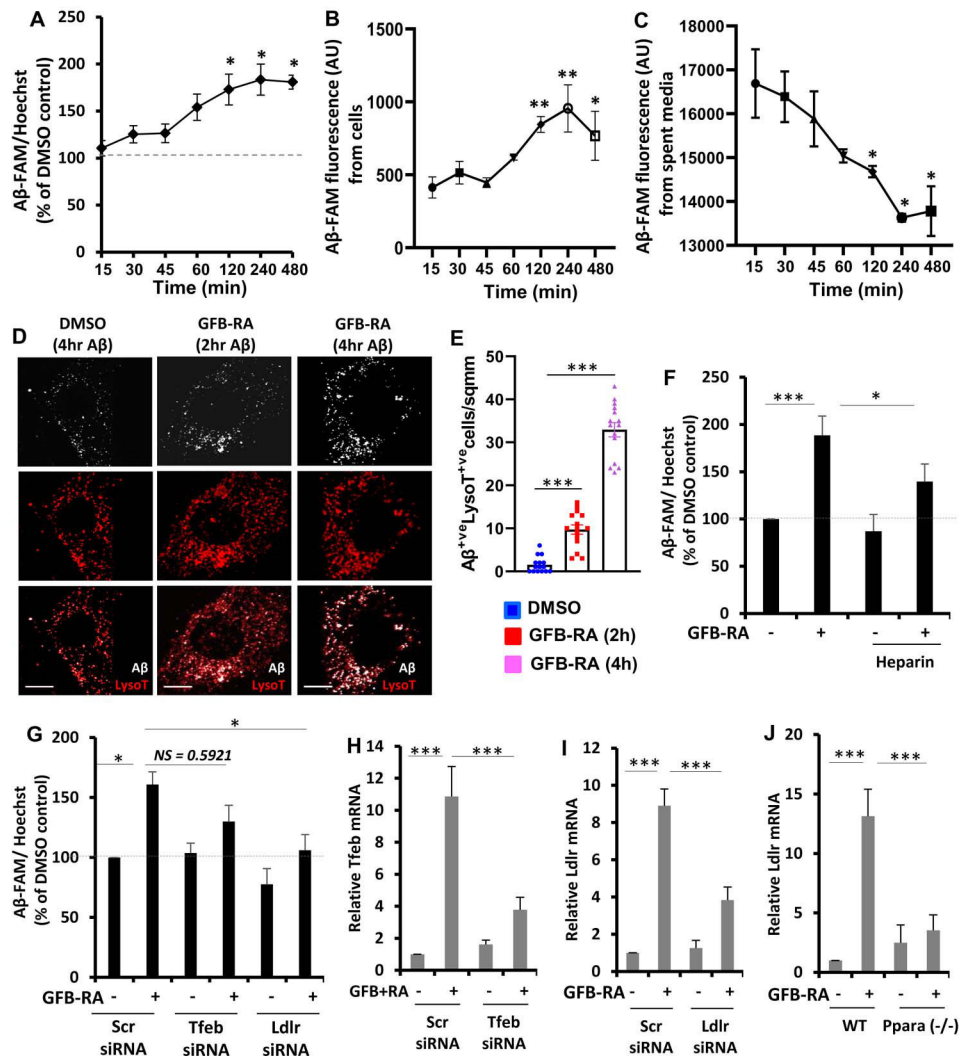 A
Aβ-FAM/Hoechst
(% of DMSO control)
250
200
150
100
50
0
*
*
*
15 30 45 60 120 240 480
Time (min)
B
Aβ-FAM fluorescence (AU)
from cells
1500
1000
500
0
**
**
*
15 30 45 60 120 240 480
Time (min)
C
Aβ-FAM fluorescence (AU)
from spent media
18000
17000
16000
15000
14000
13000
*
*
*
15 30 45 60 120 240 480
Time (min)
D
DMSO
(4hr Aβ)
GFB-RA
(2hr Aβ)
GFB-RA
(4hr Aβ)
Aβ
LysoT
Aβ
LysoT
Aβ
LysoT
E
Aβ+veLysoT+vecells/sqmm
50
40
30
20
10
0
***
***
DMSO
GFB-RA (2h)
GFB-RA (4h)
F
Aβ-FAM/ Hoechst
(% of DMSO control)
250
200
150
100
50
0
***
*
GFB-RA - + - +
Heparin
G
Aβ-FAM/ Hoechst
(% of DMSO control)
200
150
100
50
0
*
NS = 0.5921
*
GFB-RA - + - + - +
Scr
siRNA
Tfeb
siRNA
Ldlr
siRNA
H
Relative Tfeb mRNA
14
12
10
8
6
4
2
0
***
***
GFB+RA - + - +
Scr
siRNA
Tfeb
siRNA
I
Relative Ldlr mRNA
10
8
6
4
2
0
***
***
GFB-RA - + - +
Scr
siRNA
Ldlr
siRNA
J
Relative Ldlr mRNA
20
15
10
5
0
***
***
GFB-RA - + - +
WT
Ppara (-/-)